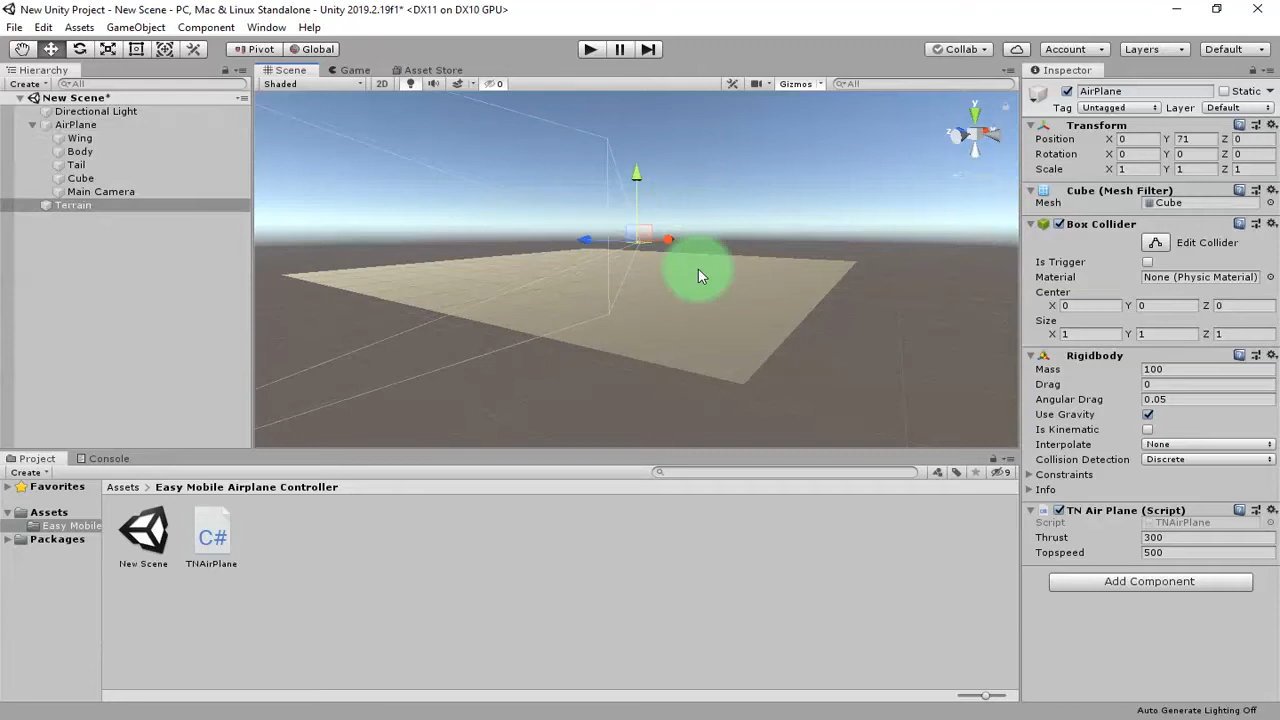 New Unity Project - New Scene - PC, Mac & Linux Standalone - Unity 2019.2.19f1* <DX11 on DX10 GPU>
File Edit Assets GameObject Component Window Help
Pivot Global Collab Account Layers Default
Hierarchy Scene Game Asset Store Inspector
Create All Shaded 2D 0 Gizmos All
New Scene*
Directional Light
AirPlane
Wing
Body
Tail
Cube
Main Camera
Terrain
y
z
AirPlane Static
Tag Untagged Layer Default
Transform
Position X 0 Y 71 Z 0
Rotation X 0 Y 0 Z 0
Scale X 1 Y 1 Z 1
Cube (Mesh Filter)
Mesh Cube
Box Collider
Edit Collider
Is Trigger
Material None (Physic Material)
Center
X 0 Y 0 Z 0
Size
X 1 Y 1 Z 1
Rigidbody
Mass 100
Drag 0
Angular Drag 0.05
Use Gravity
Is Kinematic
Interpolate None
Collision Detection Discrete
Constraints
Info
TN Air Plane (Script)
Script TNAirPlane
Thrust 300
Topspeed 500
Add Component
Project Console
Create 9
Favorites
Assets
Easy Mobile
Packages
Assets Easy Mobile Airplane Controller
C#
New Scene TNAirPlane
Auto Generate Lighting Off